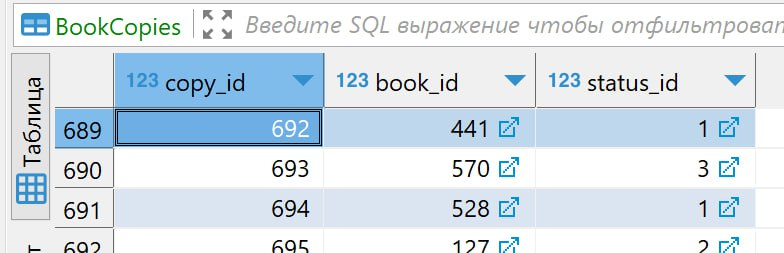 BookCopies Введите SQL выражение чтобы отфильтроват
Таблица
123 copy_id 123 book_id 123 status_id
689 692 441 1
690 693 570 3
691 694 528 1
692 695 127 2